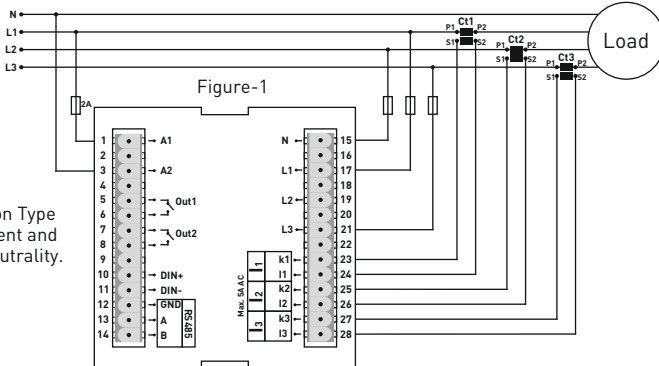 N
L1
L2
L3
P1 Ct1 P2
S1 S2
P1 Ct2 P2
S1 S2
P1 Ct3 P2
S1 S2
Load
Figure-1
2A
on Type
ent and
utrality.
1 A1
2
3 A2
4
5 Out1
6
7 Out2
8
9
10 DIN+
11 DIN-
12 GND
13 A
14 B
RS485
N 15
16
L1 17
18
L2 19
20
L3 21
22
k1 23
l1 24
k2 25
l2 26
k3 27
l3 28
I1
I2
I3
Max. 5A AC